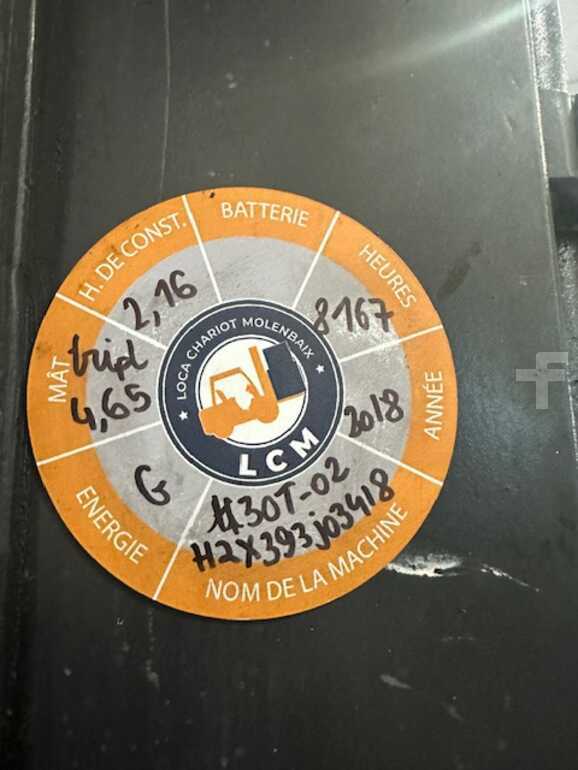 BATTERIE
HEURES
8167
ANNÉE
2018
NOM DE LA MACHINE
H30T-02
H2X393J03418
ENERGIE
G
MÂT
tripl
4,65
H. DE CONST.
2,16
LOCA CHARIOT MOLENBAIX
LCM
f